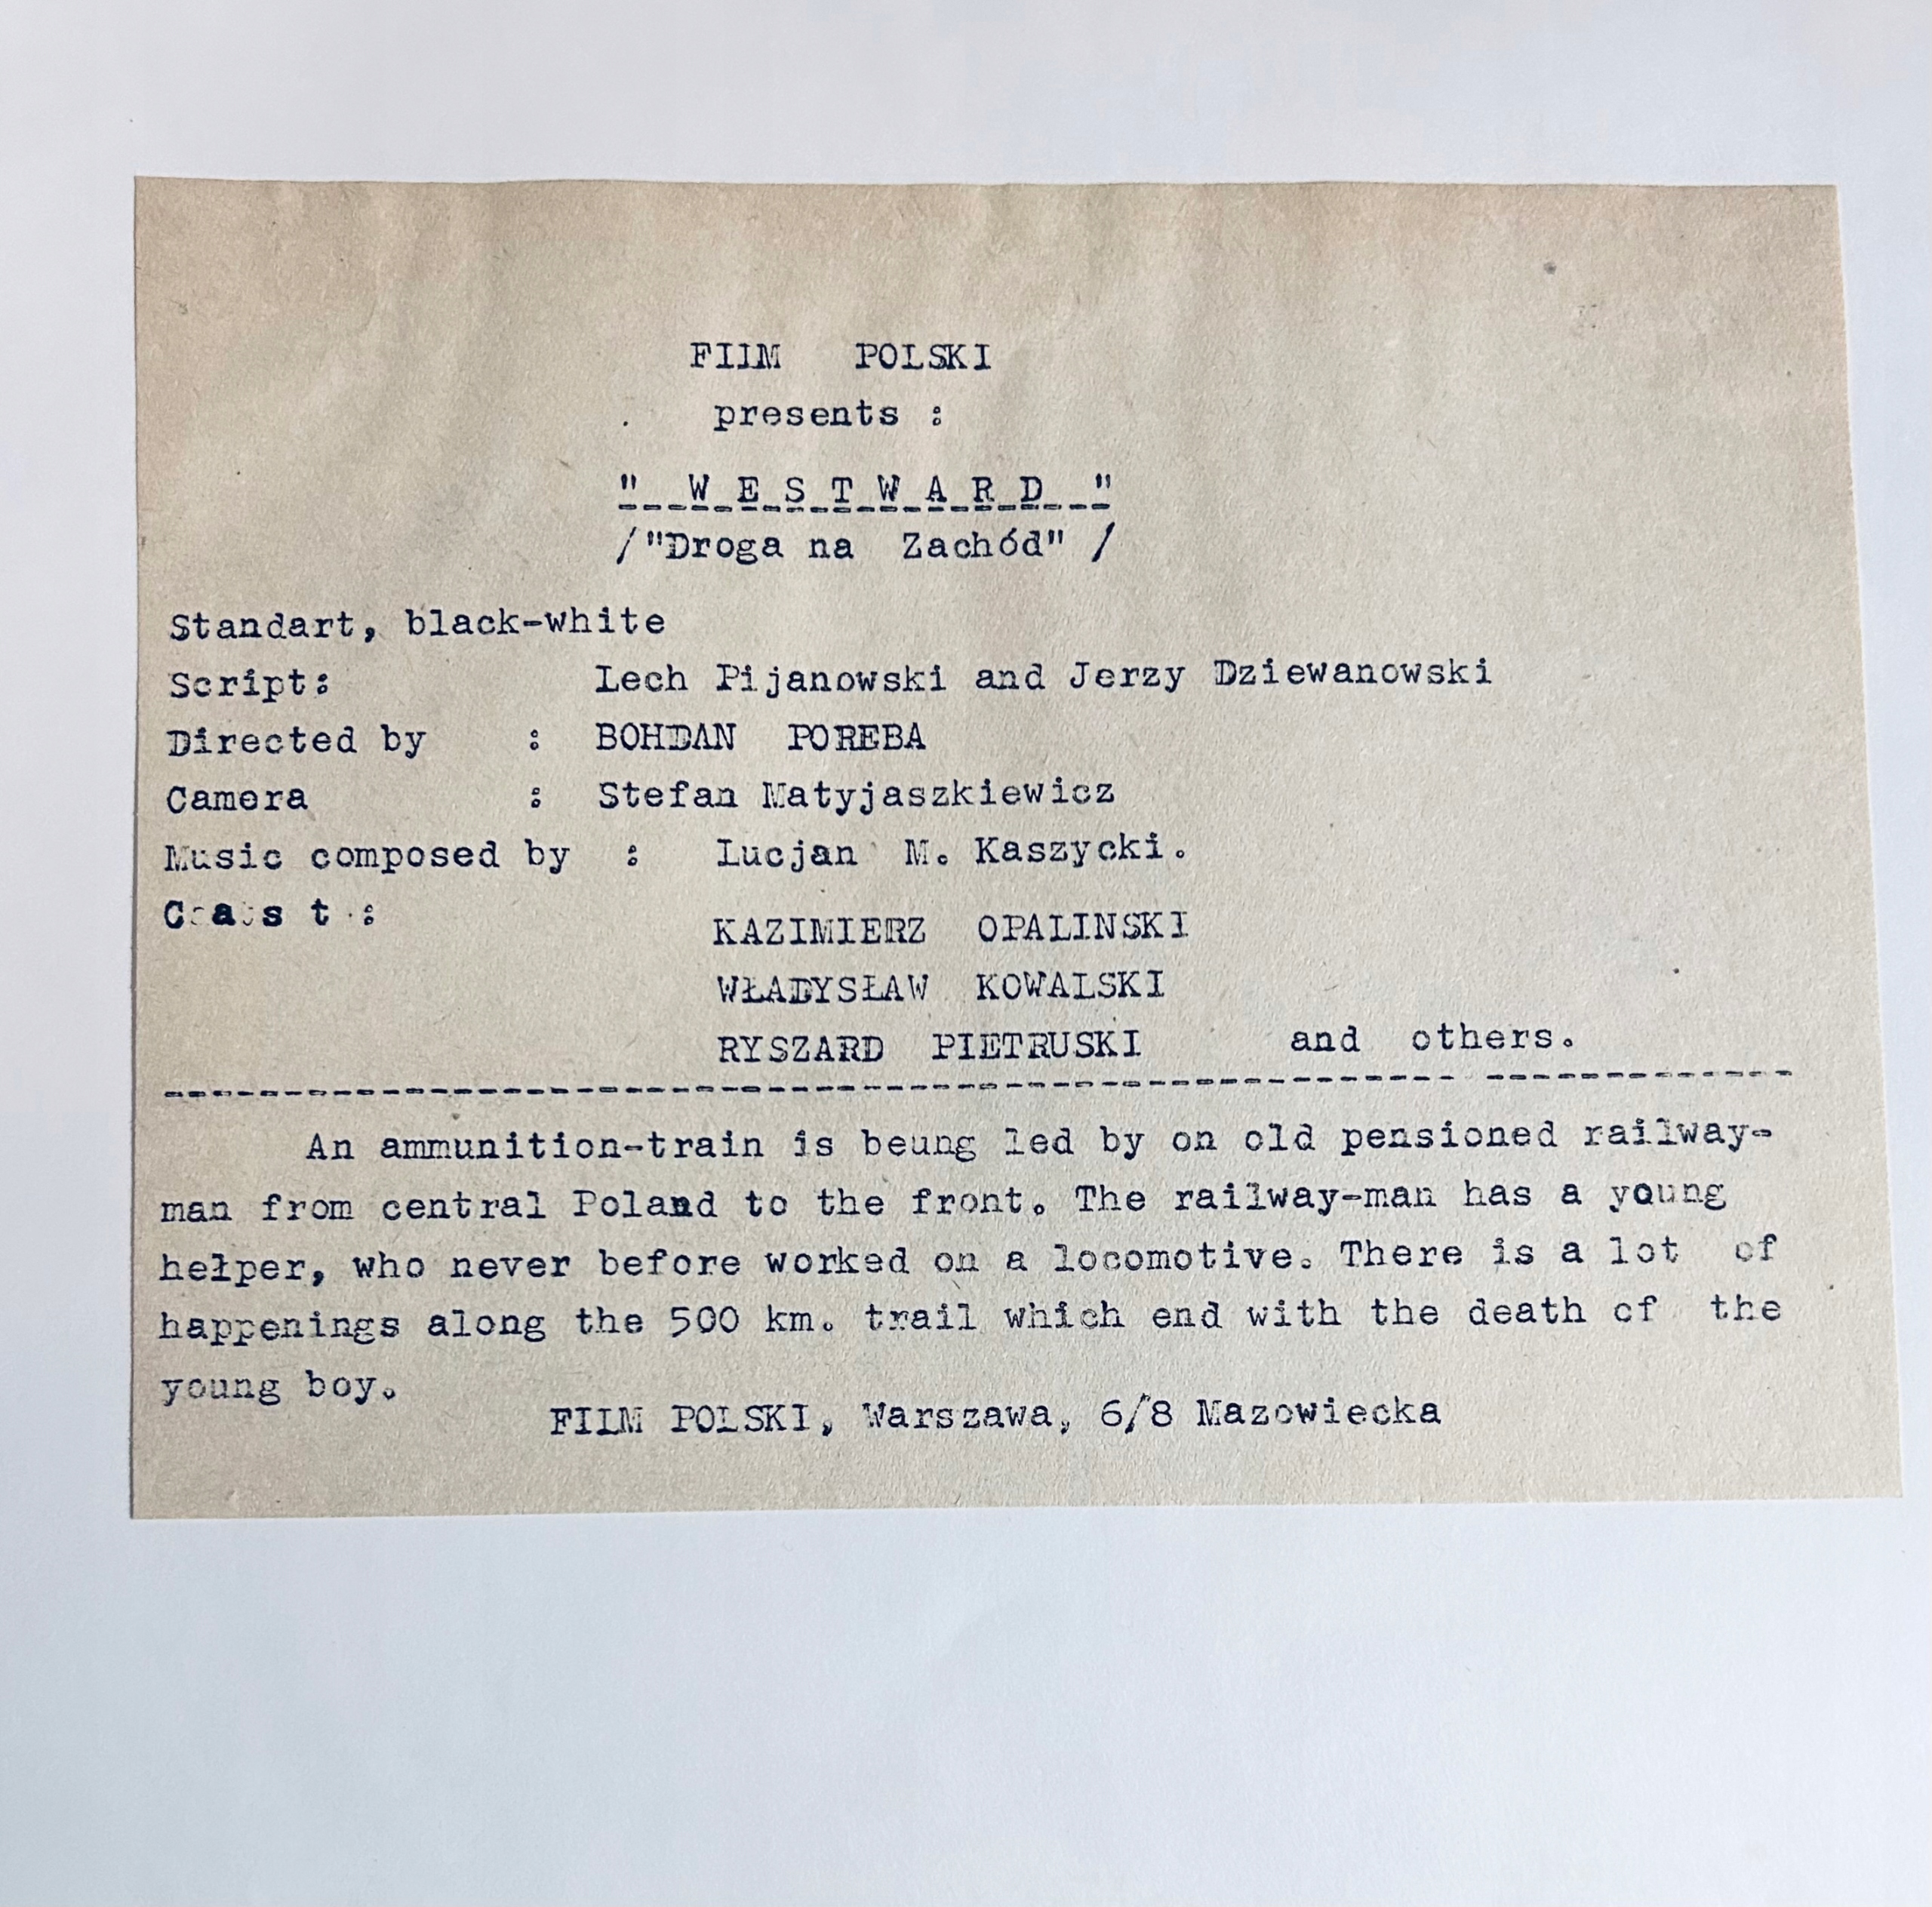 FILM POLSKI
presents :
" W E S T W A R D "
/"Droga na Zachód" /
Standart, black-white
Script: Lech Pijanowski and Jerzy Dziewanowski
Directed by : BOHDAN POREBA
Camera : Stefan Matyjaszkiewicz
Music composed by : Lucjan M. Kaszycki.
C a s t :
KAZIMIERZ OPALINSKI
WŁADYSŁAW KOWALSKI
RYSZARD PIETRUSKI and others.
An ammunition-train is beung led by on old pensioned railway-
man from central Poland to the front. The railway-man has a young
hełper, who never before worked on a locomotive. There is a lot of
happenings along the 500 km. trail which end with the death of the
young boy.
FILM POLSKI, Warszawa, 6/8 Mazowiecka